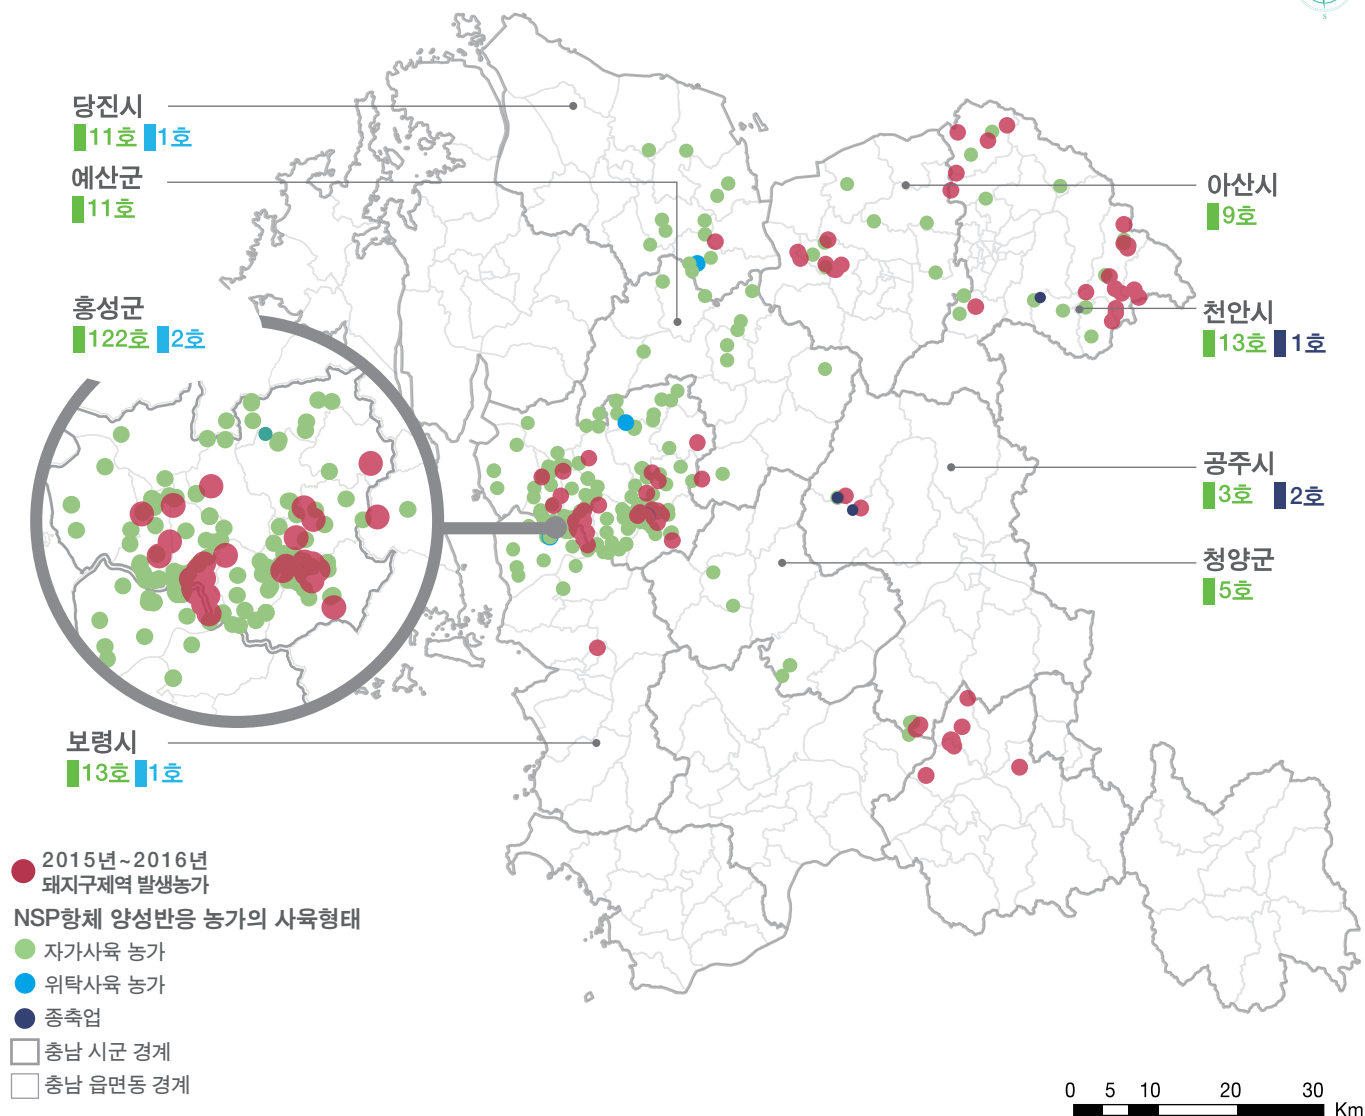 S
당진시
11호 1호
예산군
11호
홍성군
122호 2호
아산시
9호
천안시
13호 1호
공주시
3호 2호
청양군
5호
보령시
13호 1호
2015년~2016년
돼지구제역 발생농가
NSP항체 양성반응 농가의 사육형태
자가사육 농가
위탁사육 농가
종축업
충남 시군 경계
충남 읍면동 경계
0 5 10 20 30
Km